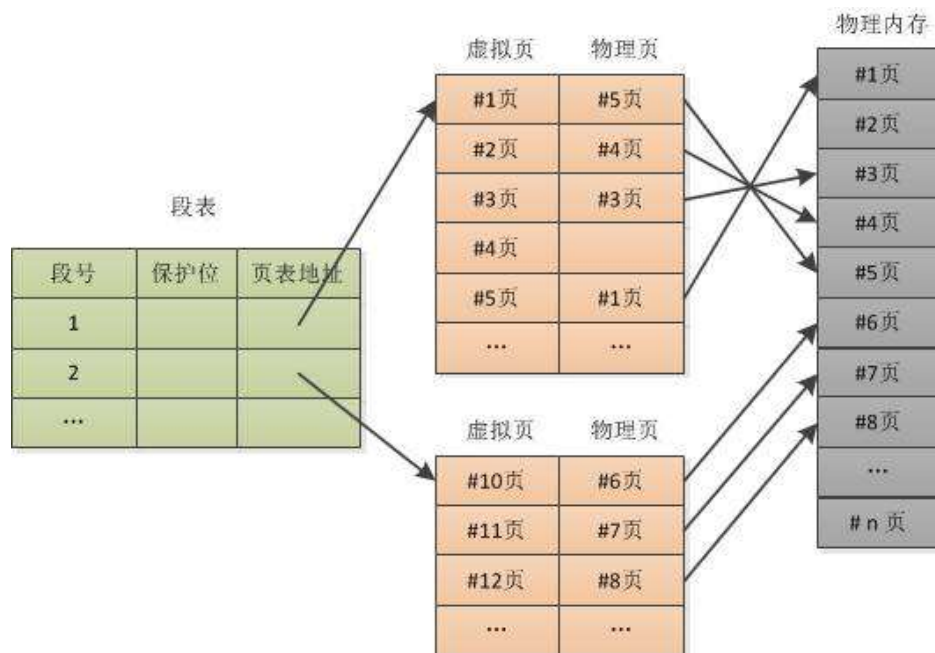 物理内存
#1页
#2页
#3页
#4页
#5页
#6页
#7页
#8页
...
# n 页
虚拟页 物理页
#1页 #5页
#2页 #4页
#3页 #3页
#4页
#5页 #1页
... ...
段表
段号 保护位 页表地址
1
2
...
虚拟页 物理页
#10页 #6页
#11页 #7页
#12页 #8页
... ...